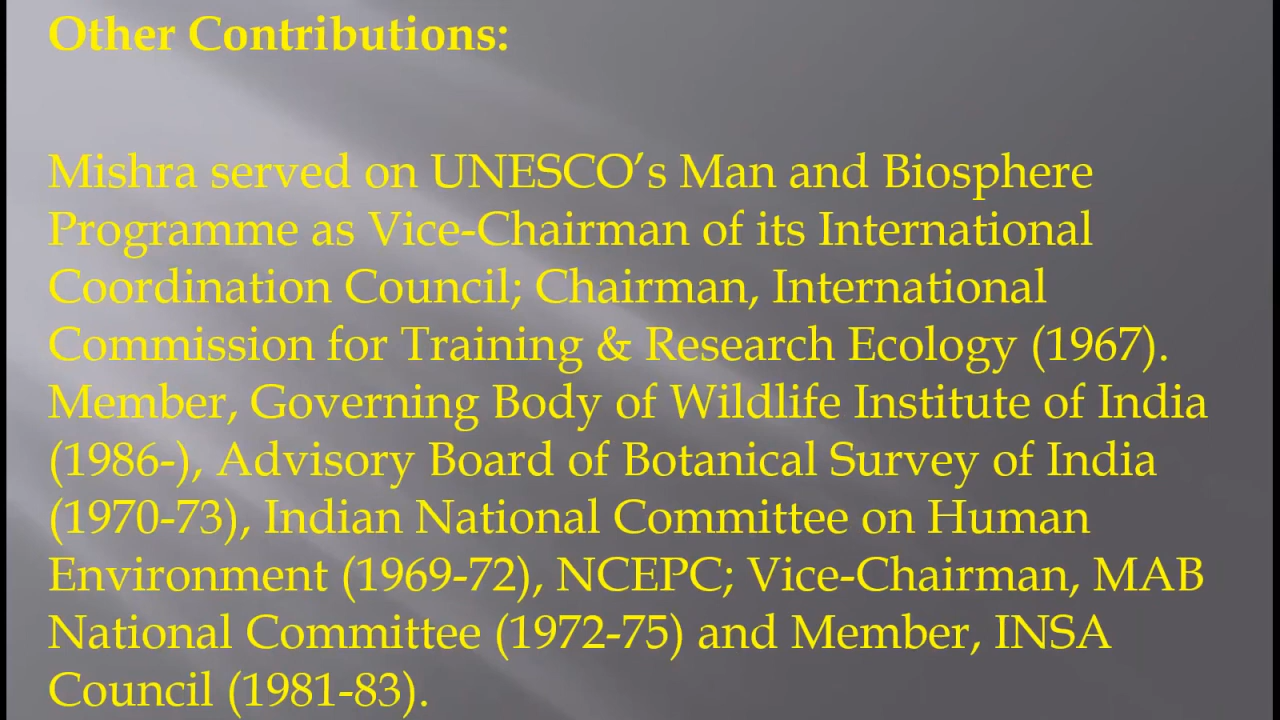 Other Contributions:
Mishra served on UNESCO’s Man and Biosphere
Programme as Vice-Chairman of its International
Coordination Council; Chairman, International
Commission for Training & Research Ecology (1967).
Member, Governing Body of Wildlife Institute of India
(1986-), Advisory Board of Botanical Survey of India
(1970-73), Indian National Committee on Human
Environment (1969-72), NCEPC; Vice-Chairman, MAB
National Committee (1972-75) and Member, INSA
Council (1981-83).